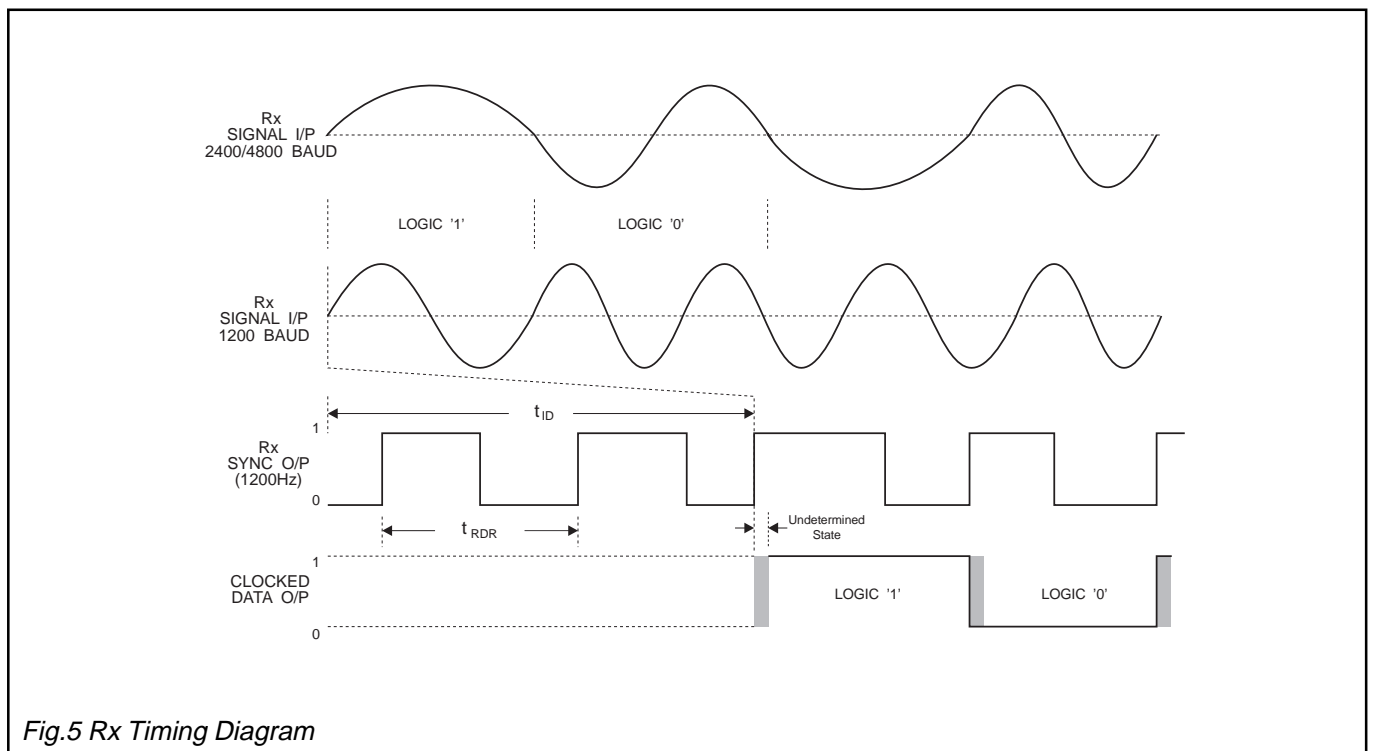 Rx
SIGNAL I/P
2400/4800 BAUD
LOGIC '1'
LOGIC '0'
Rx
SIGNAL I/P
1200 BAUD
t ID
1
Rx
SYNC O/P
(1200Hz)
0
t RDR
Undetermined
State
1
CLOCKED
DATA O/P
LOGIC '1'
LOGIC '0'
0
Fig.5 Rx Timing Diagram